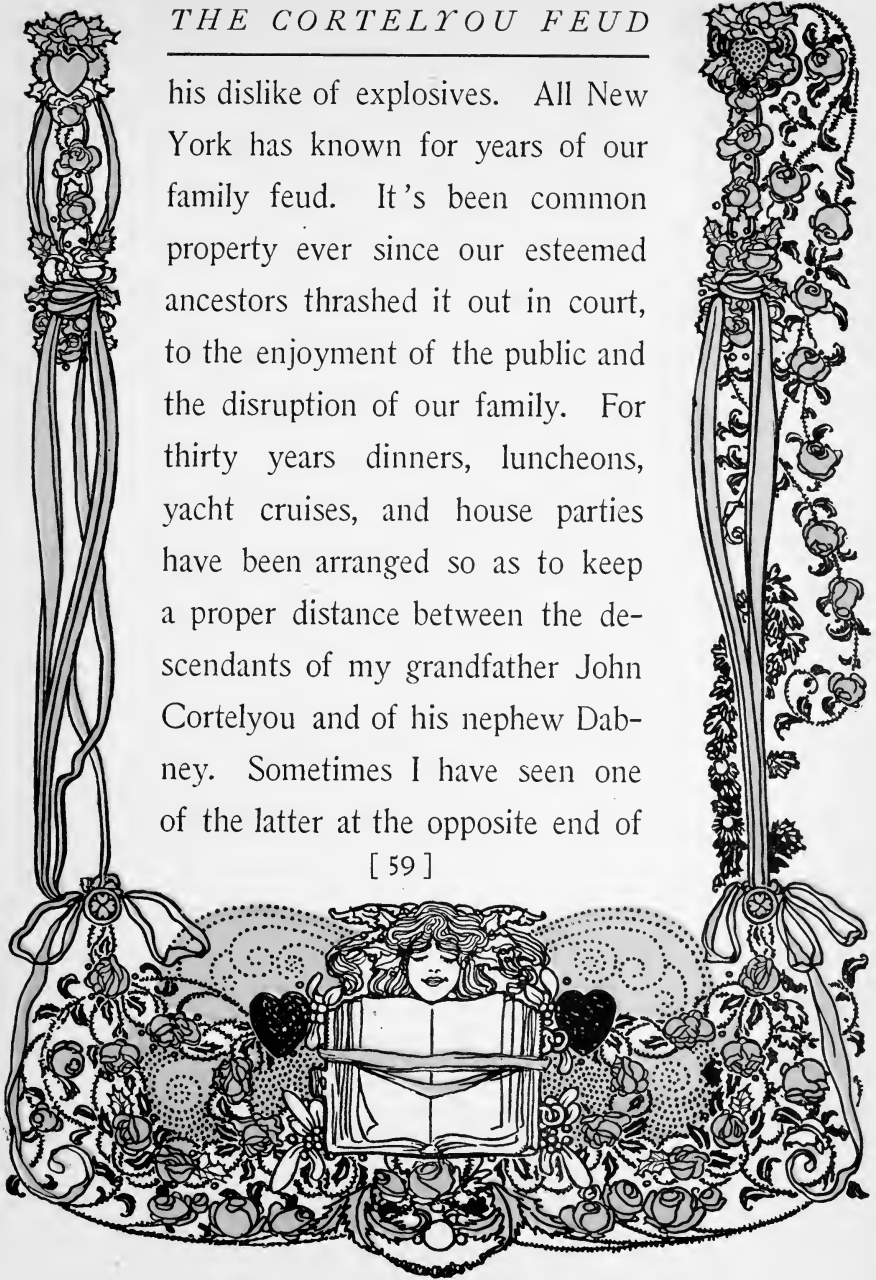 THE CORTELYOU FEUD
his dislike of explosives. All New
York has known for years of our
family feud. It's been common
property ever since our esteemed
ancestors thrashed it out in court,
to the enjoyment of the public and
the disruption of our family. For
thirty years dinners, luncheons,
yacht cruises, and house parties
have been arranged so as to keep
a proper distance between the de-
scendants of my grandfather John
Cortelyou and of his nephew Dab-
ney. Sometimes I have seen one
of the latter at the opposite end of
[ 59 ]